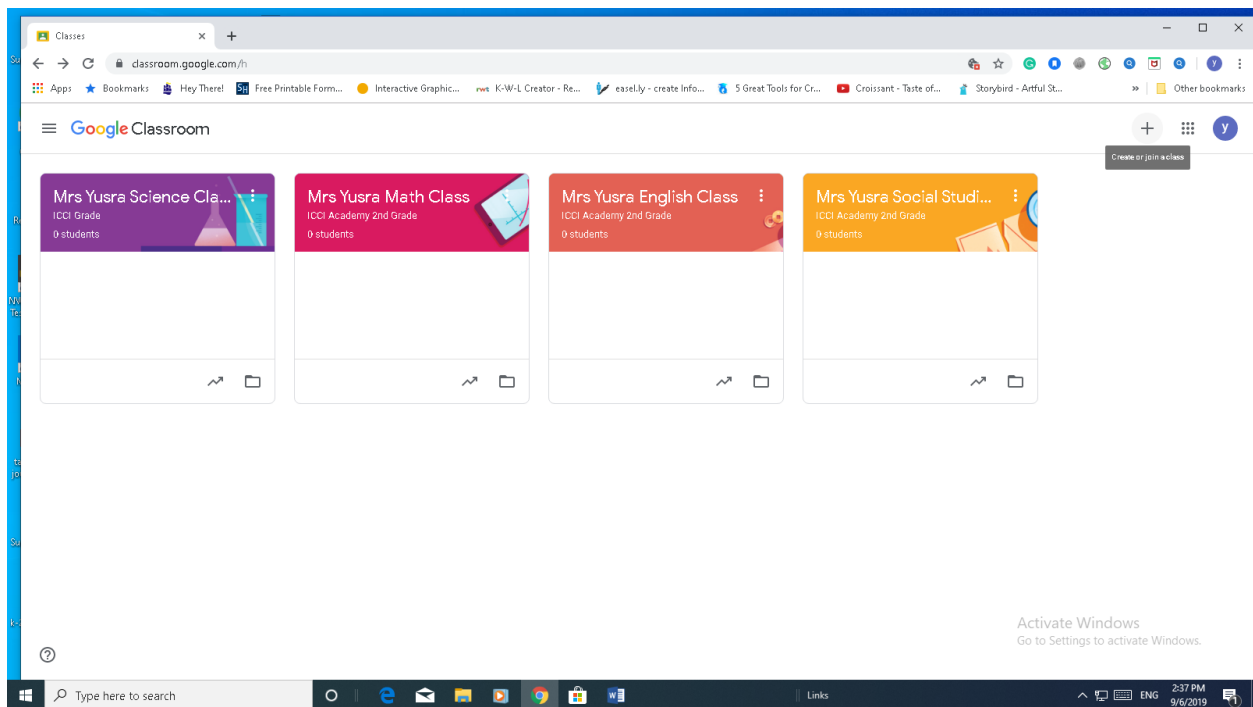 Classes
classroom.google.com/h
Apps Bookmarks Hey There! Free Printable Form... Interactive Graphic... rwt K-W-L Creator - Re... easel.ly - create Info... 5 Great Tools for Cr... Croissant - Taste of... Storybird - Artful St... » Other bookmarks
Google Classroom
y
Create or join a class
Mrs Yusra Science Cla...
ICCI Grade
0 students
Mrs Yusra Math Class
ICCI Academy 2nd Grade
0 students
Mrs Yusra English Class
ICCI Academy 2nd Grade
0 students
Mrs Yusra Social Studi...
ICCI Academy 2nd Grade
0 students
Activate Windows
Go to Settings to activate Windows.
Type here to search
Links
ENG
2:37 PM
9/6/2019